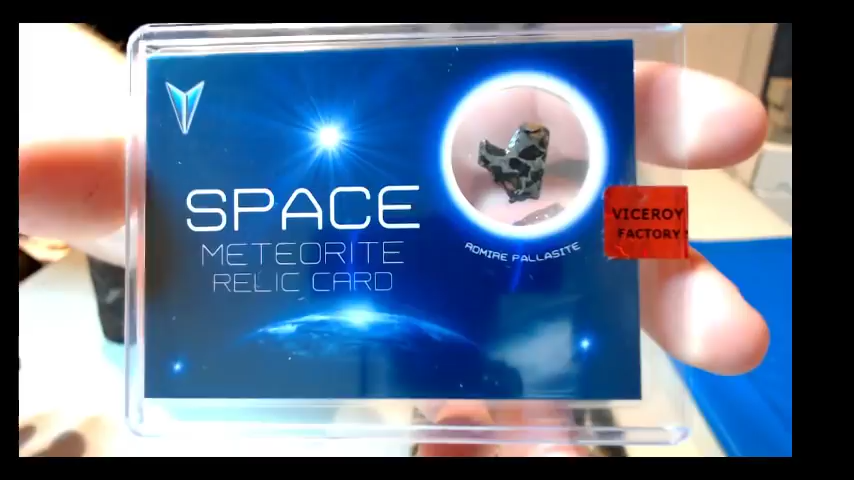 SPACE
METEORITE
RELIC CARD
ADMIRE PALLASITE
VICEROY
FACTORY